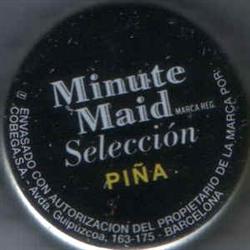 Minute
Maid
MARCA REG.
Selección
PIÑA
ENVASADO CON AUTORIZACION DEL PROPIETARIO DE LA MARCA POR:
COBEGA, S.A. - Avda. Guipúzcoa, 163-175 - BARCELONA